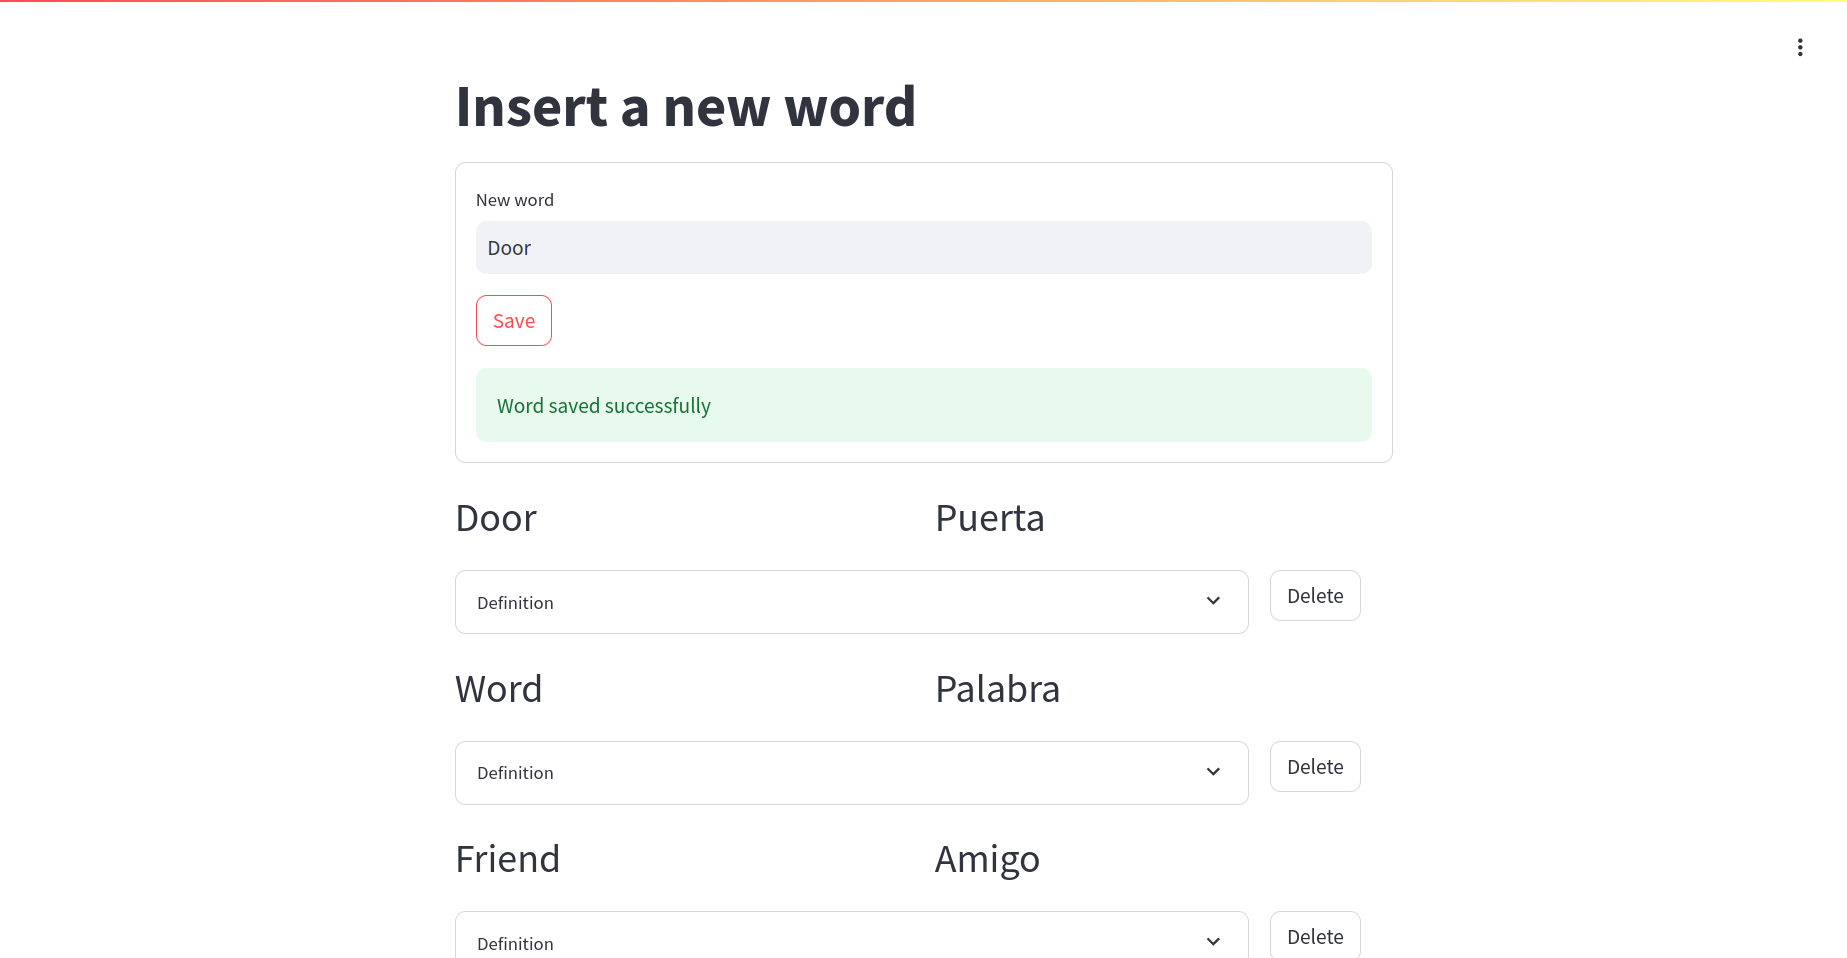 Insert a new word
New word
Door
Save
Word saved successfully
Door
Puerta
Definition
Delete
Word
Palabra
Definition
Delete
Friend
Amigo
Definition
Delete